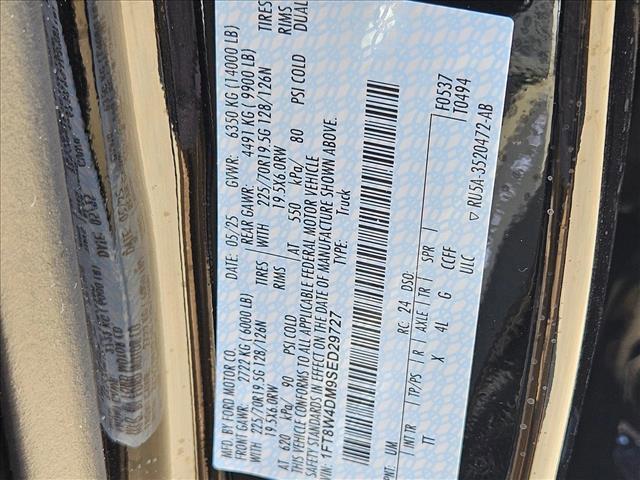 MFD. BY FORD MOTOR CO.
DATE: 05/25 GVWR: 6350 KG (14000 LB)
FRONT GAWR: 2722 KG ( 6000 LB) REAR GAWR: 4491 KG ( 9900 LB)
WITH 225/70R19.5G 128/126N TIRES WITH 225/70R19.5G 128/126N TIRES
19.5X6.0RW RIMS 19.5X6.0RW RIMS
AT 620 kPa/ 90 PSI COLD AT 550 kPa/ 80 PSI COLD DUAL
THIS VEHICLE CONFORMS TO ALL APPLICABLE FEDERAL MOTOR VEHICLE
SAFETY STANDARDS IN EFFECT ON THE DATE OF MANUFACTURE SHOWN ABOVE.
VIN: 1FT8W4DM9SED29727 TYPE: Truck
F0537
T0494
PNT: UM RC: 24 DSO:
INT TR TP/PS R AXLE TR SPR
TT X 4L G CCFF
ULC
RU5A-3520472-AB